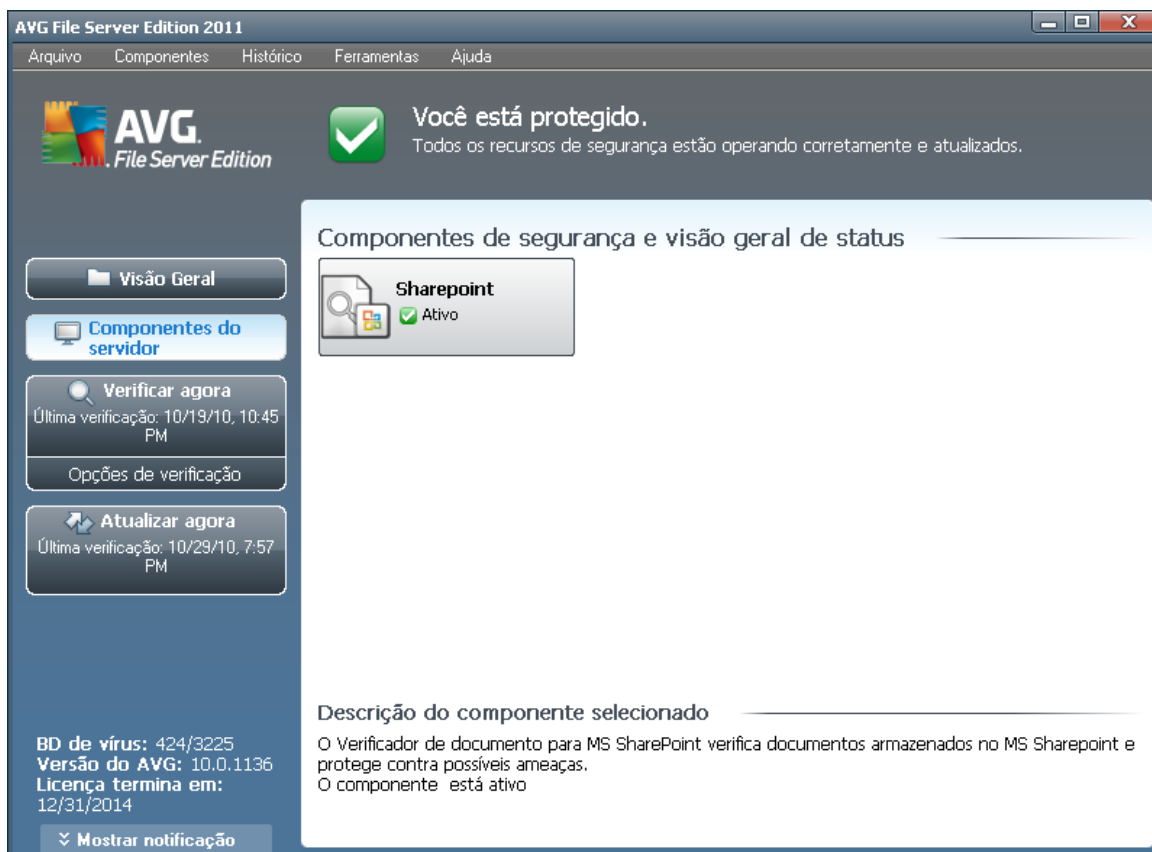 AVG File Server Edition 2011
Arquivo Componentes Histórico Ferramentas Ajuda
AVG.
File Server Edition
Você está protegido.
Todos os recursos de segurança estão operando corretamente e atualizados.
Visão Geral
Componentes do
servidor
Verificar agora
Última verificação: 10/19/10, 10:45
PM
Opções de verificação
Atualizar agora
Última verificação: 10/29/10, 7:57
PM
BD de vírus: 424/3225
Versão do AVG: 10.0.1136
Licença termina em:
12/31/2014
Mostrar notificação
Componentes de segurança e visão geral de status
Sharepoint
Ativo
Descrição do componente selecionado
O Verificador de documento para MS SharePoint verifica documentos armazenados no MS Sharepoint e
protege contra possíveis ameaças.
O componente está ativo